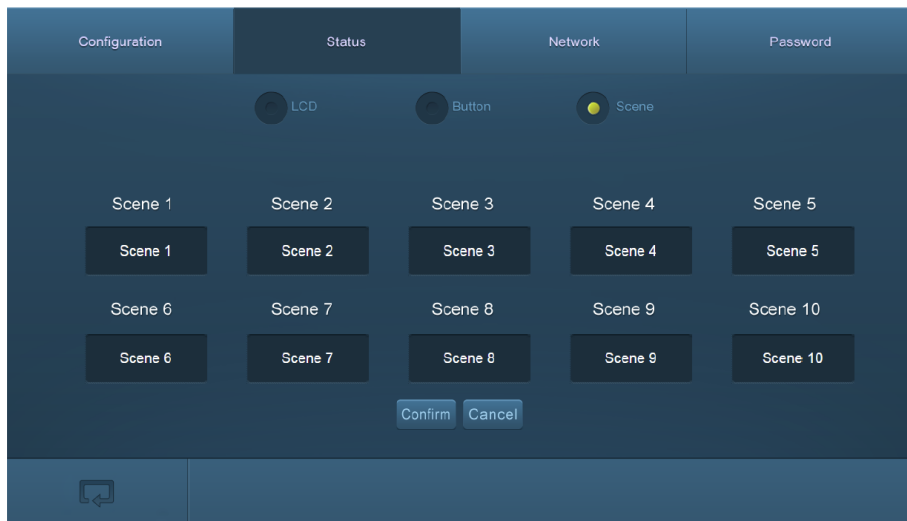 Configuration Status Network Password
LCD Button Scene
Scene 1 Scene 2 Scene 3 Scene 4 Scene 5
Scene 1 Scene 2 Scene 3 Scene 4 Scene 5
Scene 6 Scene 7 Scene 8 Scene 9 Scene 10
Scene 6 Scene 7 Scene 8 Scene 9 Scene 10
Confirm Cancel